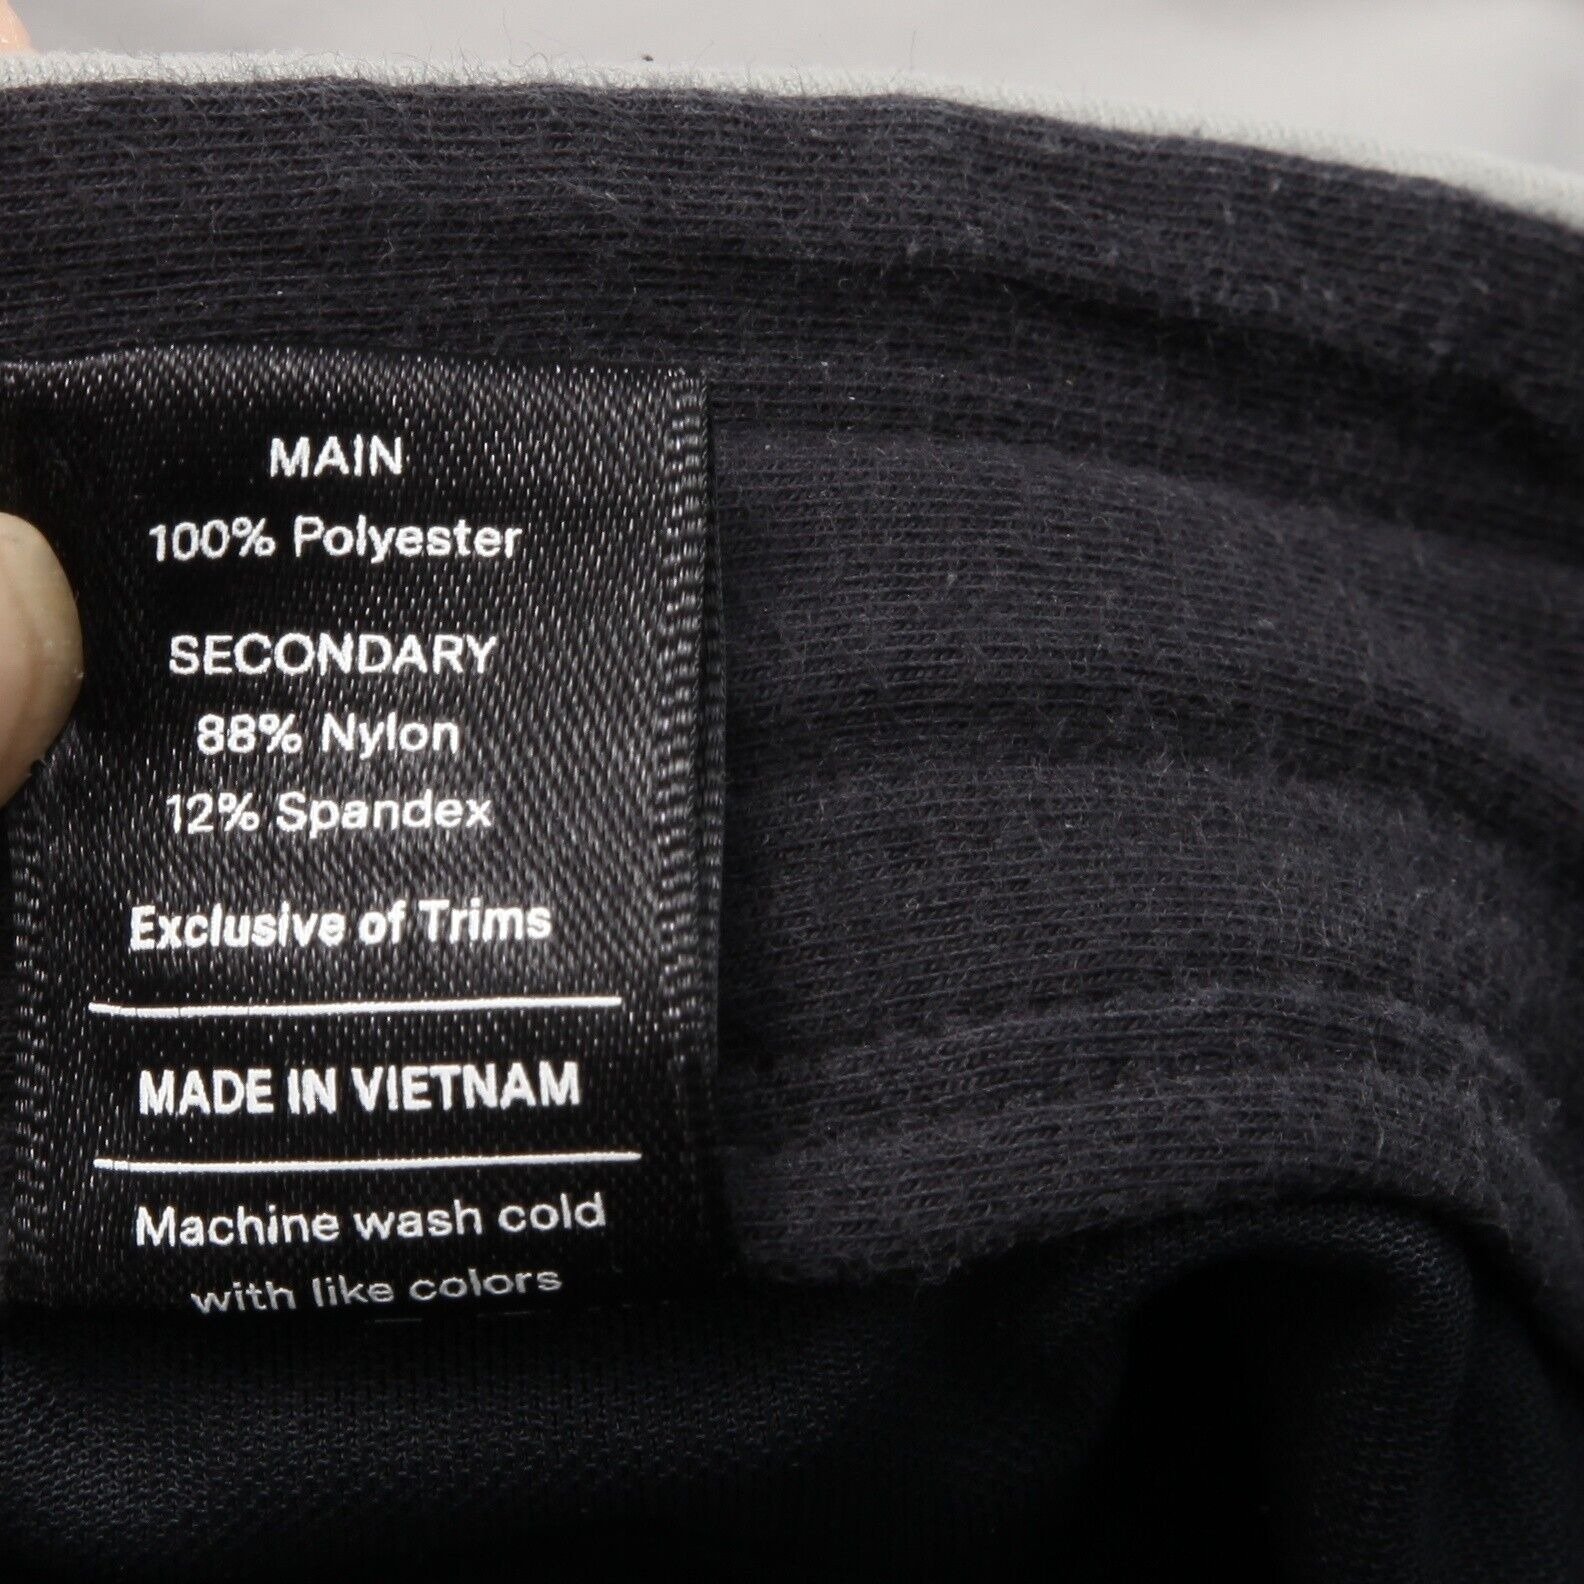 MAIN
100% Polyester
SECONDARY
88% Nylon
12% Spandex
Exclusive of Trims
MADE IN VIETNAM
Machine wash cold
with like colors